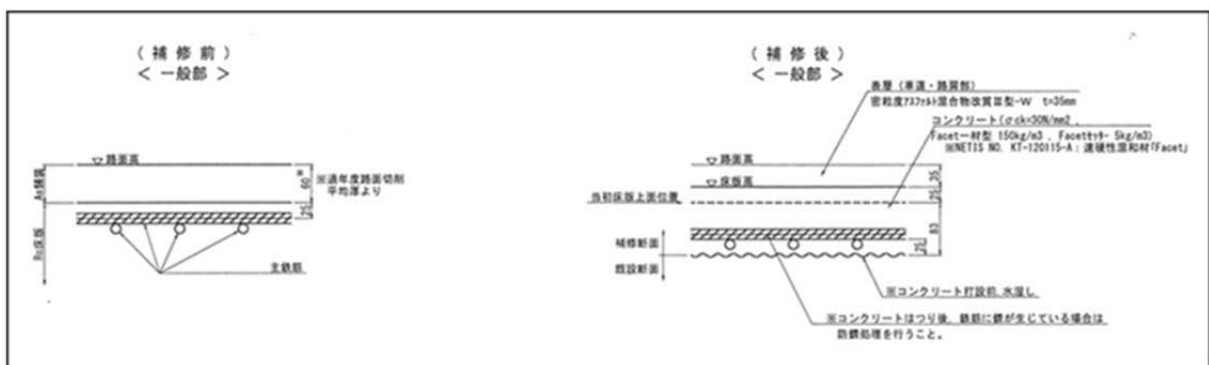 （補修前）
＜一般部＞
▽路面高
As舗装
60※
25
※過年度路面切削
平均厚より
Rc床版
主鉄筋
（補修後）
＜一般部＞
表層（車道・路肩部）
密粒度アスファルト混合物改質Ⅲ型-W t=35mm
コンクリート（σck=30N/mm2 ,
Facet一材型 150kg/m3 , Facetセッター 5kg/m3)
※NETIS NO. KT-120115-A : 速硬性混和材「Facet」
▽路面高
35
▽床版高
25
当初床版上面位置
83
補修断面
25
既設断面
※コンクリート打設前、水湿し
※コンクリートはつり後、鉄筋に錆が生じている場合は
防錆処理を行うこと。